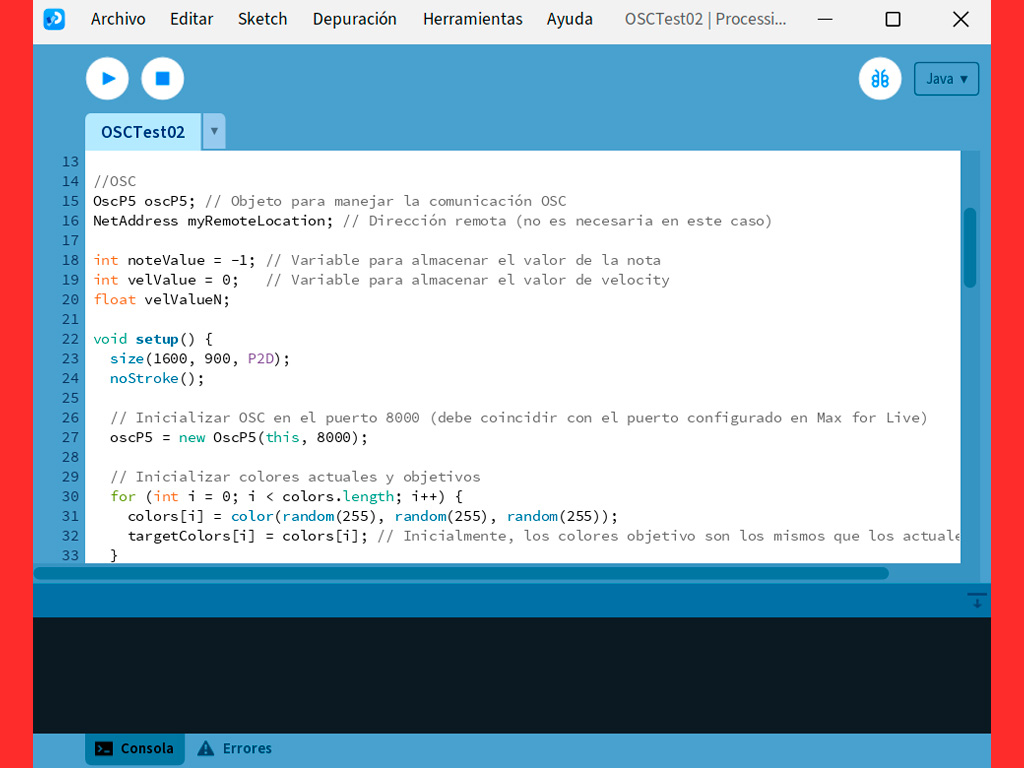 Archivo Editar Sketch Depuración Herramientas Ayuda OSCTest02 | Processi...
Java ▾
OSCTest02 ▾
13
14 //OSC
15 OscP5 oscP5; // Objeto para manejar la comunicación OSC
16 NetAddress myRemoteLocation; // Dirección remota (no es necesaria en este caso)
17
18 int noteValue = -1; // Variable para almacenar el valor de la nota
19 int velValue = 0;   // Variable para almacenar el valor de velocity
20 float velValueN;
21
22 void setup() {
23   size(1600, 900, P2D);
24   noStroke();
25
26   // Inicializar OSC en el puerto 8000 (debe coincidir con el puerto configurado en Max for Live)
27   oscP5 = new OscP5(this, 8000);
28
29   // Inicializar colores actuales y objetivos
30   for (int i = 0; i < colors.length; i++) {
31     colors[i] = color(random(255), random(255), random(255));
32     targetColors[i] = colors[i]; // Inicialmente, los colores objetivo son los mismos que los actuale
33   }
Consola Errores